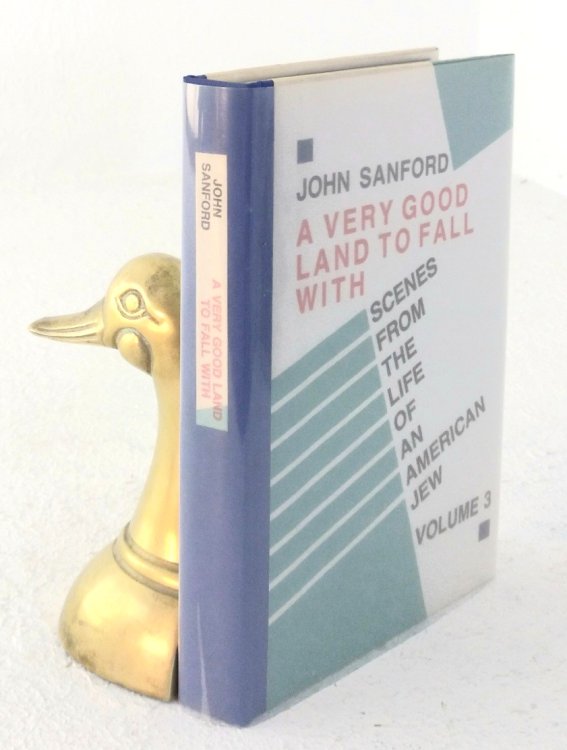 JOHN
SANFORD
A VERY GOOD LAND
TO FALL WITH
JOHN SANFORD
A VERY GOOD
LAND TO FALL
WITH
SCENES
FROM
THE
LIFE
OF
AN
AMERICAN
JEW
VOLUME 3